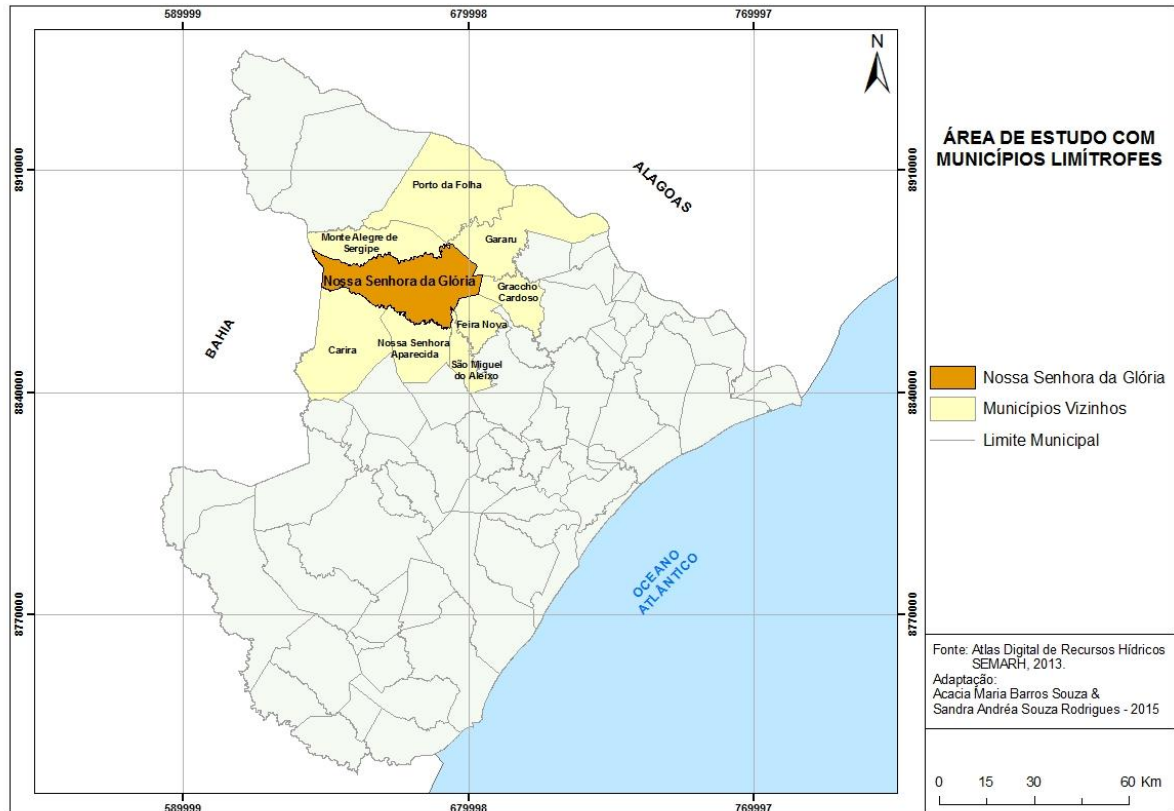 589999
679998
769997
N
8910000
8910000
ALAGOAS
Porto da Folha
Monte Alegre de
Sergipe
Gararu
Nossa Senhora da Glória
Graccho
Cardoso
BAHIA
Feira Nova
Carira
Nossa Senhora
Aparecida
São Miguel
do Aleixo
8840000
8840000
OCEANO
ATLÂNTICO
8770000
8770000
589999
679998
769997
ÁREA DE ESTUDO COM
MUNICÍPIOS LIMÍTROFES
Nossa Senhora da Glória
Municípios Vizinhos
Limite Municipal
Fonte: Atlas Digital de Recursos Hídricos
SEMARH, 2013.
Adaptação:
Acacia Maria Barros Souza &
Sandra Andréa Souza Rodrigues - 2015
0 15 30 60 Km